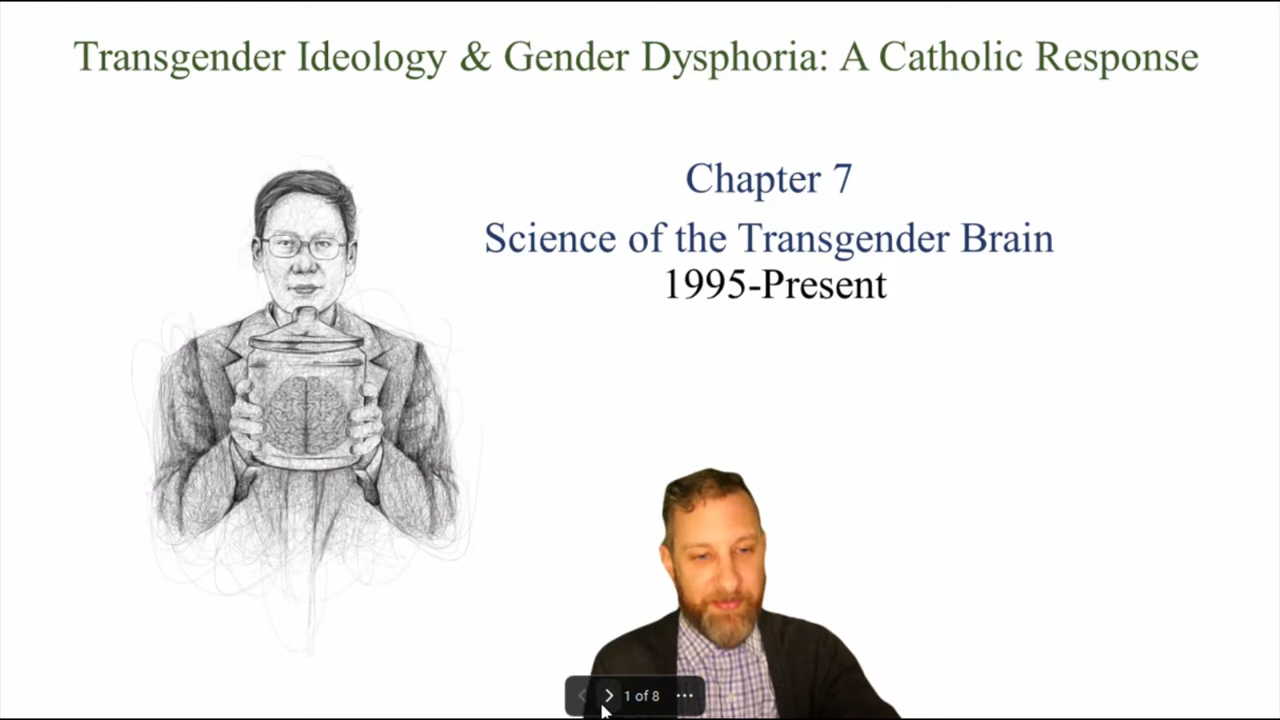 Transgender Ideology & Gender Dysphoria: A Catholic Response
Chapter 7
Science of the Transgender Brain
1995-Present
1 of 8